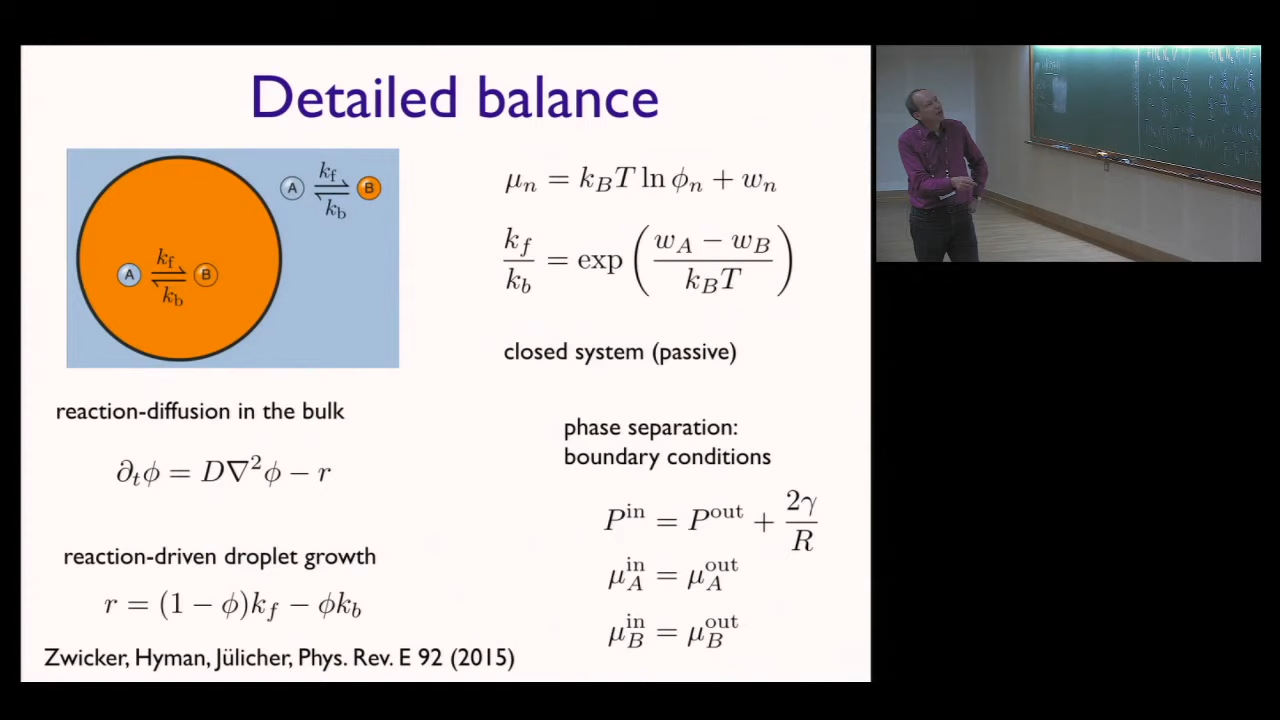 Detailed balance
A k_f ⇌ k_b B
A k_f ⇌ k_b B
μ_n = k_B T ln ϕ_n + w_n
k_f / k_b = exp ( (w_A − w_B) / (k_B T) )
closed system (passive)
reaction-diffusion in the bulk
∂_t ϕ = D∇²ϕ − r
reaction-driven droplet growth
r = (1 − ϕ)k_f − ϕk_b
phase separation:
boundary conditions
P^in = P^out + 2γ / R
μ_A^in = μ_A^out
μ_B^in = μ_B^out
Zwicker, Hyman, Jülicher, Phys. Rev. E 92 (2015)